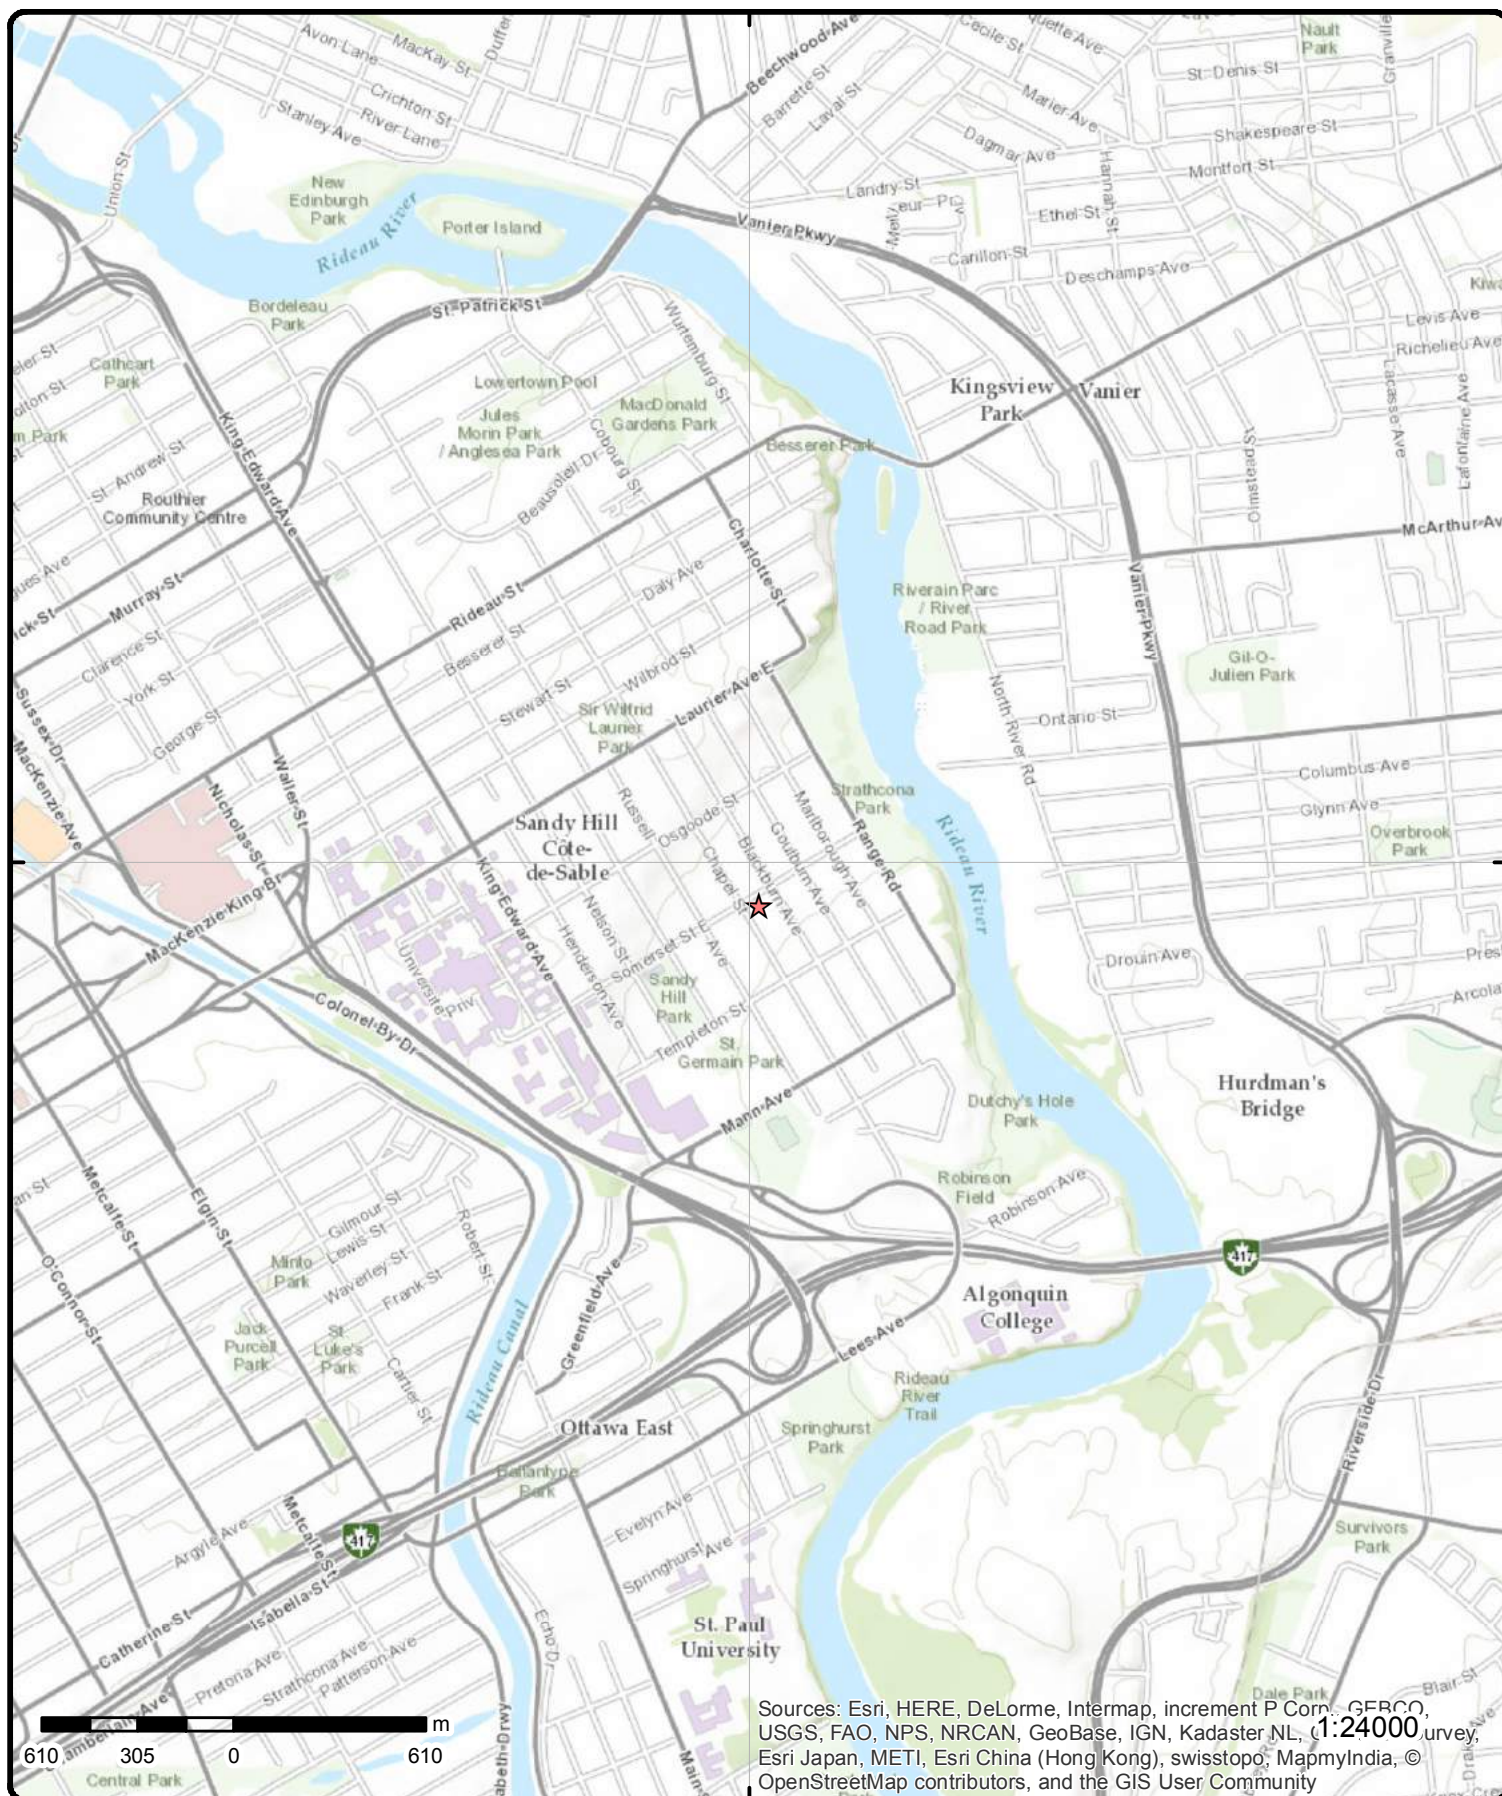 Avon Lane
MacKay St
Beechwood Ave
Cecile St
Nault
Park
Granville
St Denis St
Crichton St
River Lane
Stanley Ave
Barrette St
Laval St
Marier Ave
Shakespeare St
Dagmar Ave
Montfort St
Hannah St
Union St
New
Edinburgh
Park
Rideau River
Porter Island
Landry St
Ethel St
Vanier Pkwy
Carillon St
Deschamps Ave
Bordeleau
Park
St. Patrick St
Wurtemburg St
Levis Ave
Richelieu Ave
Cathcart
Park
Lowertown Pool
Jules
Morin Park
/ Anglesea Park
MacDonald
Gardens Park
Kingsview
Park
Vanier
Lacasse Ave
Lafontaine Ave
Olmstead St
King Edward Ave
St Andrew St
Cobourg St
Beausoleil Dr
Besserer Park
Routhier
Community Centre
Charlotte St
McArthur Av
Murray St
Rideau St
Daly Ave
Riverain Parc
/ River
Road Park
Vanier Pkwy
Clarence St
York St
George St
Besserer St
Wilbrod St
Stewart St
Laurier Ave E
Gil-O-
Julien Park
North River Rd
Ontario St
Sussex Dr
MacKenzie Ave
Waller St
Nicholas St
Sir Wilfrid
Laurier
Park
Strathcona
Park
Columbus Ave
Glynn Ave
Overbrook
Park
Sandy Hill
Côte-
de-Sable
Russell
Osgoode St
Chapel St
Blackburn Ave
Goulburn Ave
Marlborough Ave
Range Rd
Rideau River
MacKenzie King Br
King Edward Ave
Nelson St
Henderson Ave
Somerset St E
Universite
Priv
Drouin Ave
Colonel By Dr
Sandy
Hill
Park
Templeton St
St.
Germain Park
Mann Ave
Dutchy's Hole
Park
Hurdman's
Bridge
Metcalfe St
Elgin St
O'Connor St
Gilmour St
Lewis St
Waverley St
Frank St
Robert St
Minto
Park
Robinson
Field
Robinson Ave
417
Algonquin
College
Jack
Purcell
Park
St.
Luke's
Park
Cartier St
Rideau Canal
Greenfield Ave
Lees Ave
Rideau
River
Trail
Riverside Dr
Ottawa East
Springhurst
Park
Ballantyne
Park
Argyle Ave
Metcalfe St
417
Evelyn Ave
Springhurst Ave
Survivors
Park
Catherine St
Isabella St
Echo Dr
St. Paul
University
Pretoria Ave
Strathcona Ave
Patterson Ave
Dale Park
Blair St
m
610 305 0 610
Central Park
1:24000
Sources: Esri, HERE, DeLorme, Intermap, increment P Corp., GEBCO,
USGS, FAO, NPS, NRCAN, GeoBase, IGN, Kadaster NL,
Esri Japan, METI, Esri China (Hong Kong), swisstopo, MapmyIndia, ©
OpenStreetMap contributors, and the GIS User Community